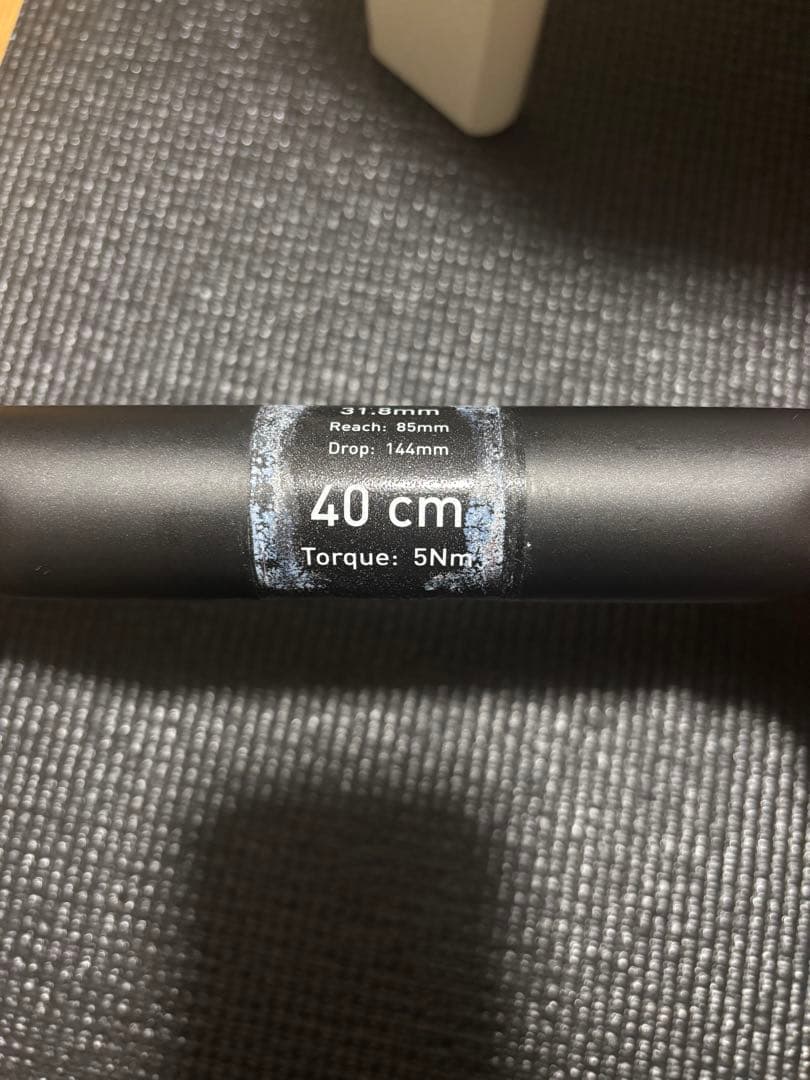 31.8mm
Reach: 85mm
Drop: 144mm
40 cm
Torque: 5Nm